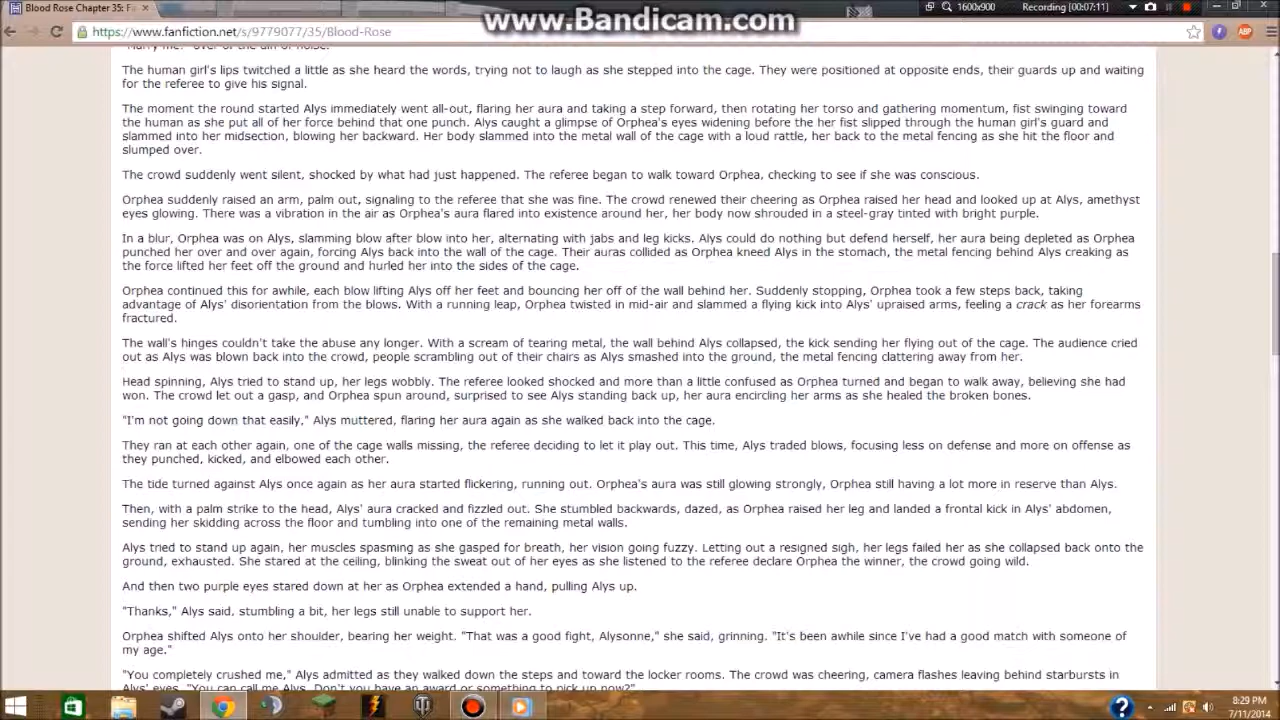 Blood Rose Chapter 35: Fa
www.Bandicam.com
1600x900
Recording [00:07:11]
https://www.fanfiction.net/s/9779077/35/Blood-Rose
ABP
The human girl's lips twitched a little as she heard the words, trying not to laugh as she stepped into the cage. They were positioned at opposite ends, their guards up and waiting
for the referee to give his signal.
The moment the round started Alys immediately went all-out, flaring her aura and taking a step forward, then rotating her torso and gathering momentum, fist swinging toward
the human as she put all of her force behind that one punch. Alys caught a glimpse of Orphea's eyes widening before the her fist slipped through the human girl's guard and
slammed into her midsection, blowing her backward. Her body slammed into the metal wall of the cage with a loud rattle, her back to the metal fencing as she hit the floor and
slumped over.
The crowd suddenly went silent, shocked by what had just happened. The referee began to walk toward Orphea, checking to see if she was conscious.
Orphea suddenly raised an arm, palm out, signaling to the referee that she was fine. The crowd renewed their cheering as Orphea raised her head and looked up at Alys, amethyst
eyes glowing. There was a vibration in the air as Orphea's aura flared into existence around her, her body now shrouded in a steel-gray tinted with bright purple.
In a blur, Orphea was on Alys, slamming blow after blow into her, alternating with jabs and leg kicks. Alys could do nothing but defend herself, her aura being depleted as Orphea
punched her over and over again, forcing Alys back into the wall of the cage. Their auras collided as Orphea kneed Alys in the stomach, the metal fencing behind Alys creaking as
the force lifted her feet off the ground and hurled her into the sides of the cage.
Orphea continued this for awhile, each blow lifting Alys off her feet and bouncing her off of the wall behind her. Suddenly stopping, Orphea took a few steps back, taking
advantage of Alys' disorientation from the blows. With a running leap, Orphea twisted in mid-air and slammed a flying kick into Alys' upraised arms, feeling a crack as her forearms
fractured.
The wall's hinges couldn't take the abuse any longer. With a scream of tearing metal, the wall behind Alys collapsed, the kick sending her flying out of the cage. The audience cried
out as Alys was blown back into the crowd, people scrambling out of their chairs as Alys smashed into the ground, the metal fencing clattering away from her.
Head spinning, Alys tried to stand up, her legs wobbly. The referee looked shocked and more than a little confused as Orphea turned and began to walk away, believing she had
won. The crowd let out a gasp, and Orphea spun around, surprised to see Alys standing back up, her aura encircling her arms as she healed the broken bones.
"I'm not going down that easily," Alys muttered, flaring her aura again as she walked back into the cage.
They ran at each other again, one of the cage walls missing, the referee deciding to let it play out. This time, Alys traded blows, focusing less on defense and more on offense as
they punched, kicked, and elbowed each other.
The tide turned against Alys once again as her aura started flickering, running out. Orphea's aura was still glowing strongly, Orphea still having a lot more in reserve than Alys.
Then, with a palm strike to the head, Alys' aura cracked and fizzled out. She stumbled backwards, dazed, as Orphea raised her leg and landed a frontal kick in Alys' abdomen,
sending her skidding across the floor and tumbling into one of the remaining metal walls.
Alys tried to stand up again, her muscles spasming as she gasped for breath, her vision going fuzzy. Letting out a resigned sigh, her legs failed her as she collapsed back onto the
ground, exhausted. She stared at the ceiling, blinking the sweat out of her eyes as she listened to the referee declare Orphea the winner, the crowd going wild.
And then two purple eyes stared down at her as Orphea extended a hand, pulling Alys up.
"Thanks," Alys said, stumbling a bit, her legs still unable to support her.
Orphea shifted Alys onto her shoulder, bearing her weight. "That was a good fight, Alysonne," she said, grinning. "It's been awhile since I've had a good match with someone of
my age."
"You completely crushed me," Alys admitted as they walked down the steps and toward the locker rooms. The crowd was cheering, camera flashes leaving behind starbursts in
Alys' eyes. "You can call me Alys. Don't you have an award or something to pick up now?"
8:29 PM
7/11/2014